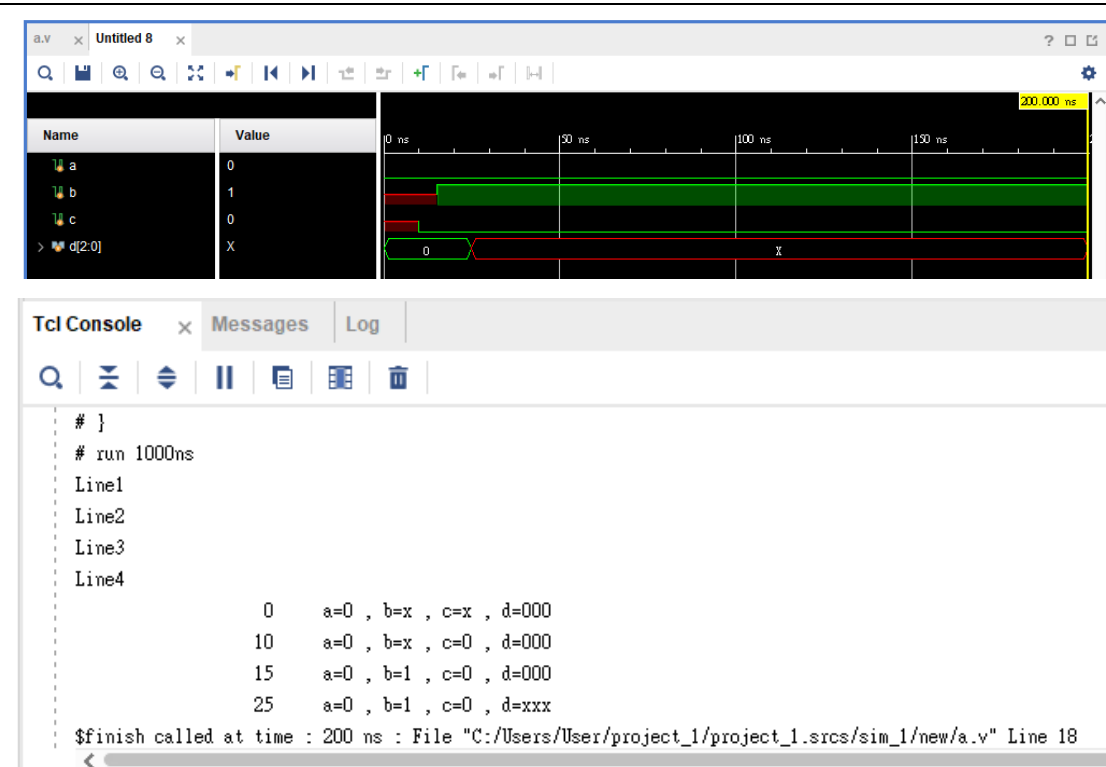 a.v Untitled 8
200.000 ns
Name Value 0 ns 50 ns 100 ns 150 ns
a 0
b 1
c 0
d[2:0] X 0 X
Tcl Console Messages Log
# }
# run 1000ns
Line1
Line2
Line3
Line4
0 a=0 , b=x , c=x , d=000
10 a=0 , b=x , c=0 , d=000
15 a=0 , b=1 , c=0 , d=000
25 a=0 , b=1 , c=0 , d=xxx
$finish called at time : 200 ns : File "C:/Users/User/project_1/project_1.srcs/sim_1/new/a.v" Line 18